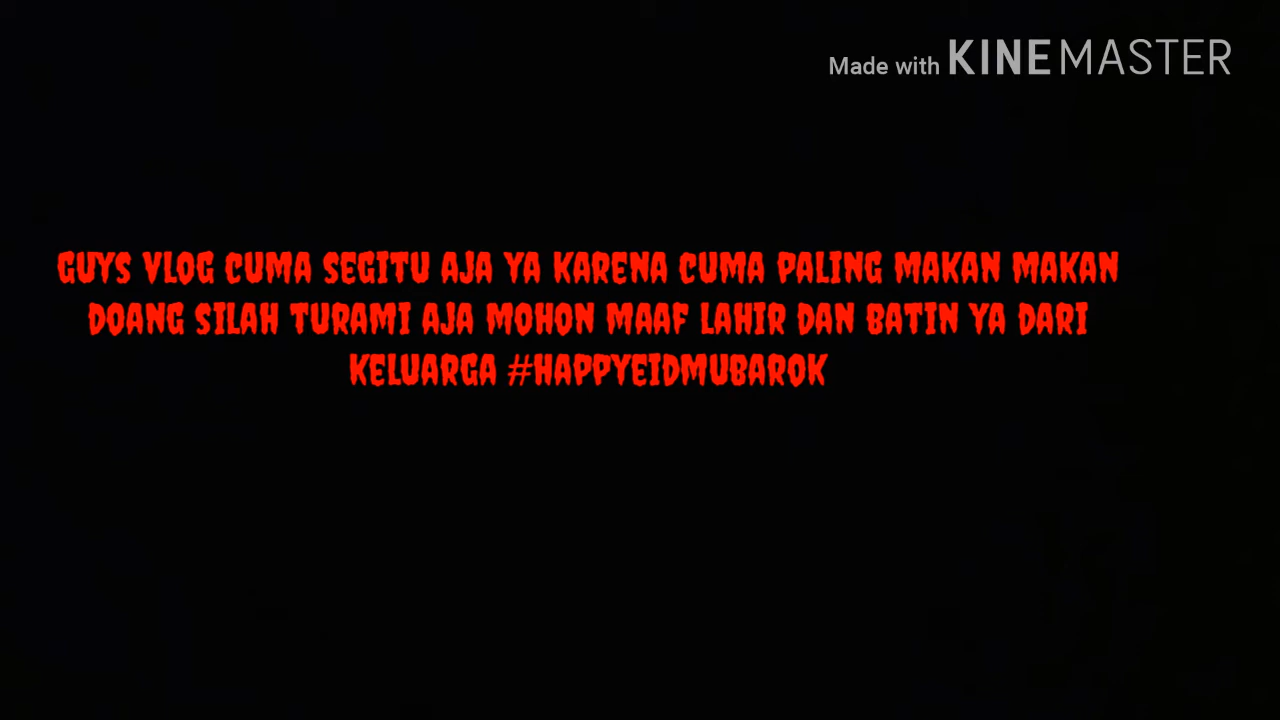 Made with KINEMASTER
GUYS VLOG CUMA SEGITU AJA YA KARENA CUMA PALING MAKAN MAKAN
DOANG SILAH TURAMI AJA MOHON MAAF LAHIR DAN BATIN YA DARI
KELUARGA #HAPPYEIDMUBAROK